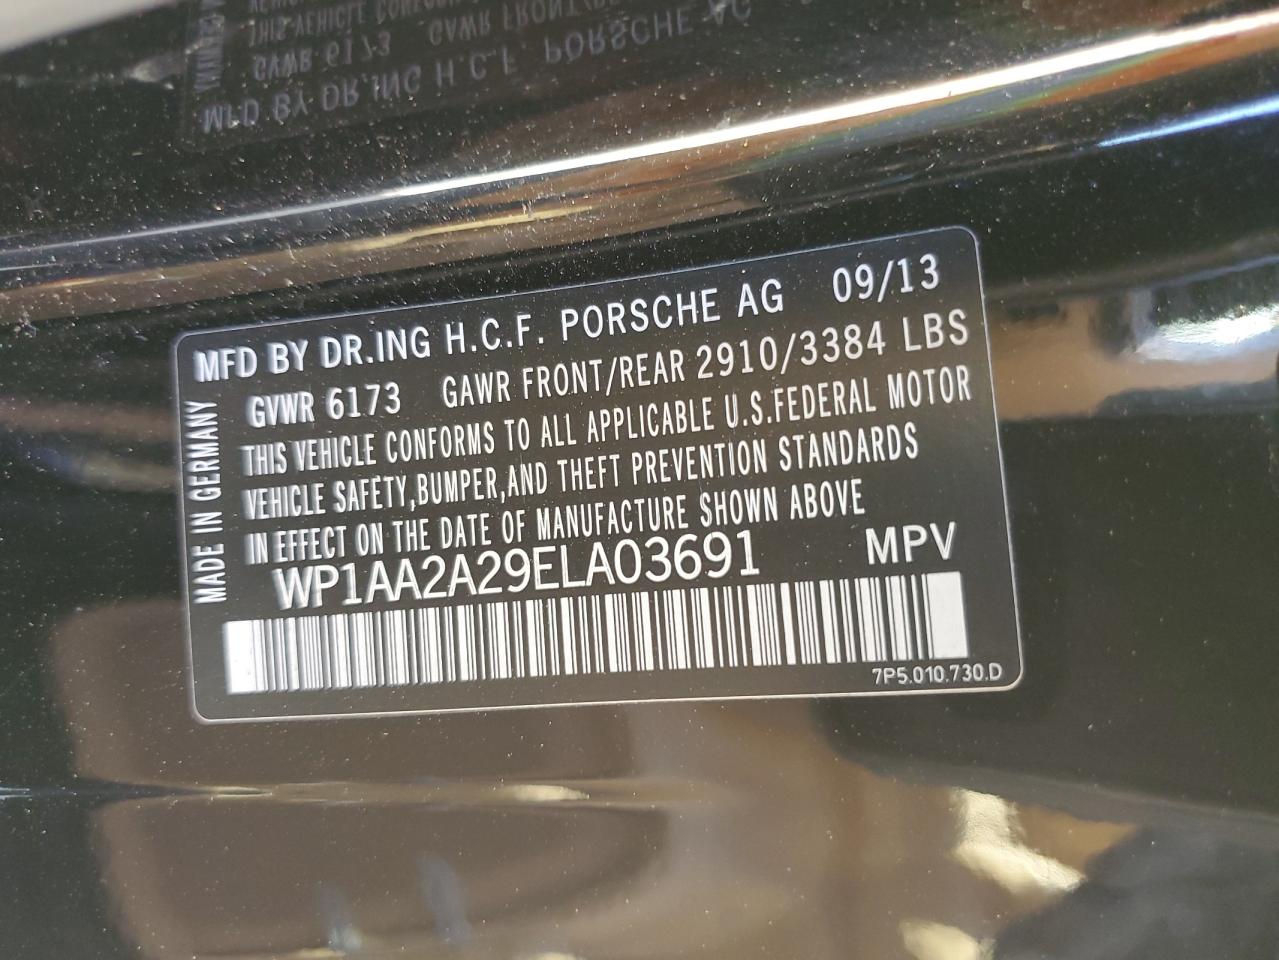 MFD BY DR.ING H.C.F. PORSCHE AG 09/13
GVWR 6173 GAWR FRONT/REAR 2910/3384 LBS
THIS VEHICLE CONFORMS TO ALL APPLICABLE U.S.FEDERAL MOTOR
VEHICLE SAFETY,BUMPER,AND THEFT PREVENTION STANDARDS
IN EFFECT ON THE DATE OF MANUFACTURE SHOWN ABOVE
WP1AA2A29ELA03691 MPV
7P5.010.730.D
MADE IN GERMANY